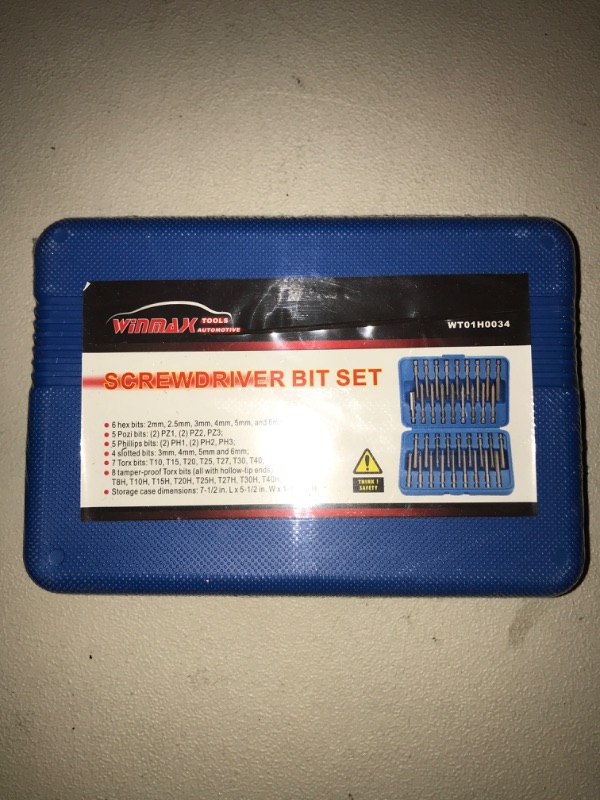 WINMAX TOOLS
AUTOMOTIVE
WT01H0034
SCREWDRIVER BIT SET
6 hex bits: 2mm, 2.5mm, 3mm, 4mm, 5mm, and
5 Pozi bits: (2) PZ1, (2) PZ2, PZ3;
5 Phillips bits: (2) PH1, (2) PH2, PH3;
4 slotted bits: 3mm, 4mm, 5mm and 6mm;
7 Torx bits: T10, T15, T20, T25, T27, T30, T40;
8 tamper-proof Torx bits (all with hollow-tip ends:
T8H, T10H, T15H, T20H, T25H, T27H, T30H, T40H
Storage case dimensions: 7-1/2 in. L x 5-1/2 in. W x
THINK !
SAFETY